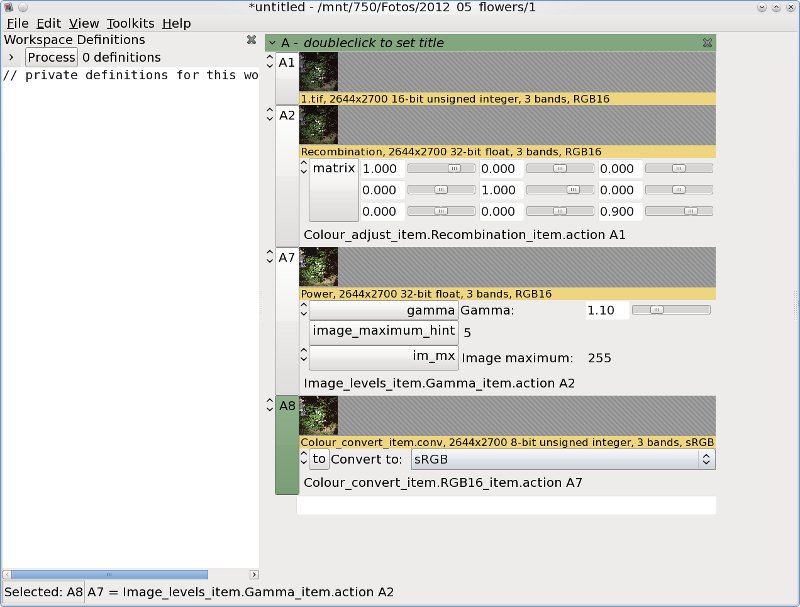 *untitled - /mnt/750/Fotos/2012_05_flowers/1
File Edit View Toolkits Help
Workspace Definitions
Process 0 definitions
// private definitions for this wo
A - doubleclick to set title
A1
1.tif, 2644x2700 16-bit unsigned integer, 3 bands, RGB16
A2
Recombination, 2644x2700 32-bit float, 3 bands, RGB16
matrix 1.000 0.000 0.000
0.000 1.000 0.000
0.000 0.000 0.900
Colour_adjust_item.Recombination_item.action A1
A7
Power, 2644x2700 32-bit float, 3 bands, RGB16
gamma Gamma: 1.10
image_maximum_hint 5
im_mx Image maximum: 255
Image_levels_item.Gamma_item.action A2
A8
Colour_convert_item.conv, 2644x2700 8-bit unsigned integer, 3 bands, sRGB
to Convert to: sRGB
Colour_convert_item.RGB16_item.action A7
Selected: A8 A7 = Image_levels_item.Gamma_item.action A2